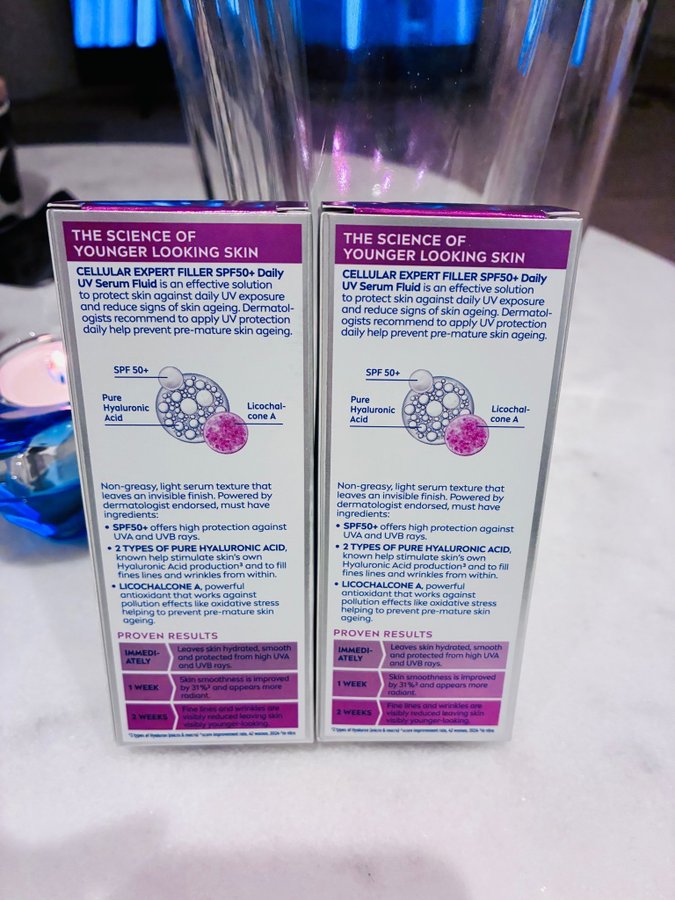 THE SCIENCE OF
YOUNGER LOOKING SKIN
CELLULAR EXPERT FILLER SPF50+ Daily
UV Serum Fluid is an effective solution
to protect skin against daily UV exposure
and reduce signs of skin ageing. Dermatol-
ogists recommend to apply UV protection
daily help prevent pre-mature skin ageing.
SPF 50+
Pure
Hyaluronic
Acid
Licochal-
cone A
Non-greasy, light serum texture that
leaves an invisible finish. Powered by
dermatologist endorsed, must have
ingredients:
• SPF50+ offers high protection against
UVA and UVB rays.
• 2 TYPES OF PURE HYALURONIC ACID,
known help stimulate skin's own
Hyaluronic Acid production³ and to fill
fines lines and wrinkles from within.
• LICOCHALCONE A, powerful
antioxidant that works against
pollution effects like oxidative stress
helping to prevent pre-mature skin
ageing.
PROVEN RESULTS
IMMEDI-
ATELY
Leaves skin hydrated, smooth
and protected from high UVA
and UVB rays.
1 WEEK
Skin smoothness is improved
by 31%² and appears more
radiant.
2 WEEKS
Fine lines and wrinkles are
visibly reduced leaving skin
visibly younger-looking.
THE SCIENCE OF
YOUNGER LOOKING SKIN
CELLULAR EXPERT FILLER SPF50+ Daily
UV Serum Fluid is an effective solution
to protect skin against daily UV exposure
and reduce signs of skin ageing. Dermatol-
ogists recommend to apply UV protection
daily help prevent pre-mature skin ageing.
SPF 50+
Pure
Hyaluronic
Acid
Licochal-
cone A
Non-greasy, light serum texture that
leaves an invisible finish. Powered by
dermatologist endorsed, must have
ingredients:
• SPF50+ offers high protection against
UVA and UVB rays.
• 2 TYPES OF PURE HYALURONIC ACID,
known help stimulate skin's own
Hyaluronic Acid production³ and to fill
fines lines and wrinkles from within.
• LICOCHALCONE A, powerful
antioxidant that works against
pollution effects like oxidative stress
helping to prevent pre-mature skin
ageing.
PROVEN RESULTS
IMMEDI-
ATELY
Leaves skin hydrated, smooth
and protected from high UVA
and UVB rays.
1 WEEK
Skin smoothness is improved
by 31%² and appears more
radiant.
2 WEEKS
Fine lines and wrinkles are
visibly reduced leaving skin
visibly younger-looking.